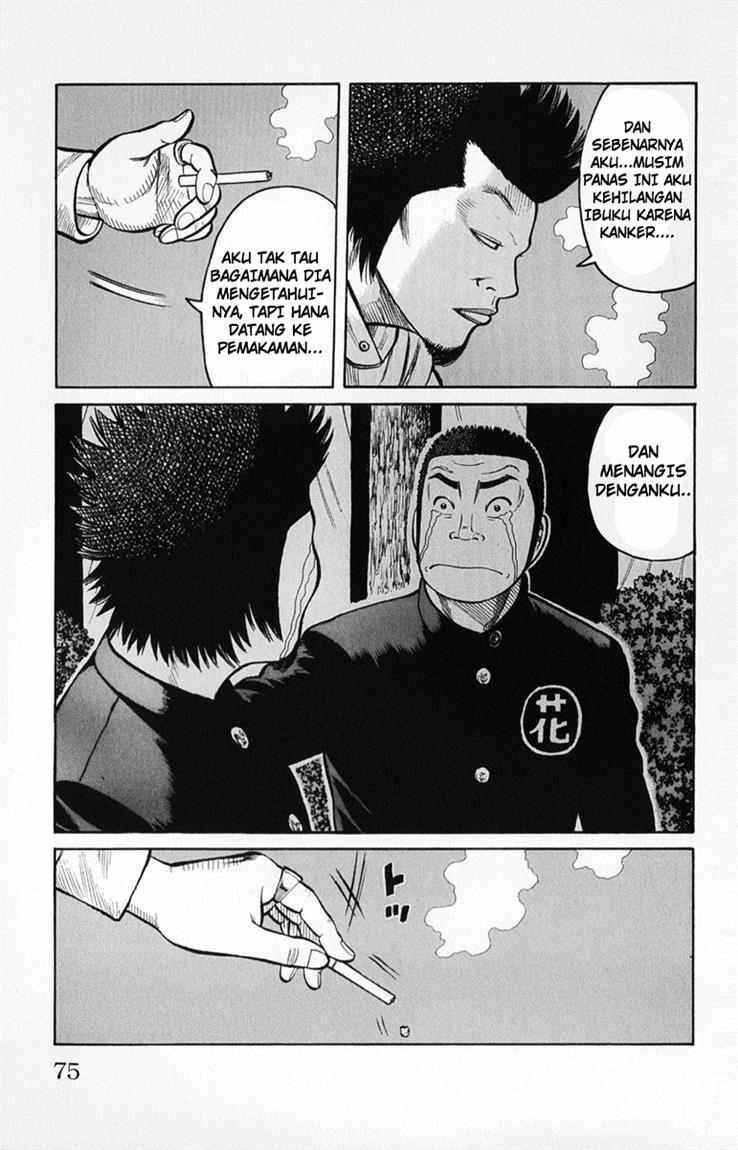 DAN
SEBENARNYA
AKU...MUSIM
PANAS INI AKU
KEHILANGAN
IBUKU KARENA
KANKER....
AKU TAK TAU
BAGAIMANA DIA
MENGETAHUI-
NYA, TAPI HANA
DATANG KE
PEMAKAMAN...
DAN
MENANGIS
DENGANKU..
花
トッ
75